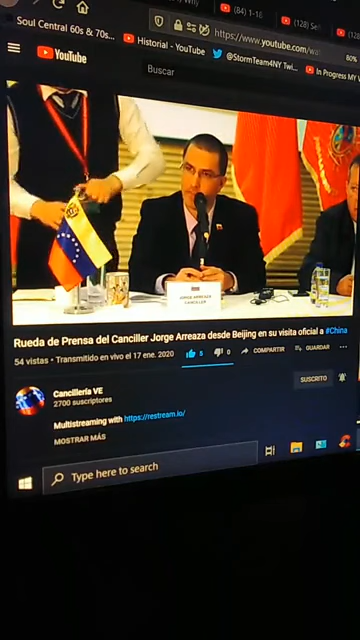 (84) 1-18
(128) Se
(128
https://www.youtube.com/wa
Soul Central 60s & 70s...
Historial - YouTube
@StormTeam4NY Twi...
In Progress MY
80%
YouTube
Buscar
JORGE ARREAZA
CANCILLER
Rueda de Prensa del Canciller Jorge Arreaza desde Beijing en su visita oficial a #China
54 vistas • Transmitido en vivo el 17 ene. 2020
5
0
COMPARTIR
GUARDAR
Cancillería VE
2700 suscriptores
SUSCRITO
Multistreaming with https://restream.io/
MOSTRAR MÁS
Type here to search